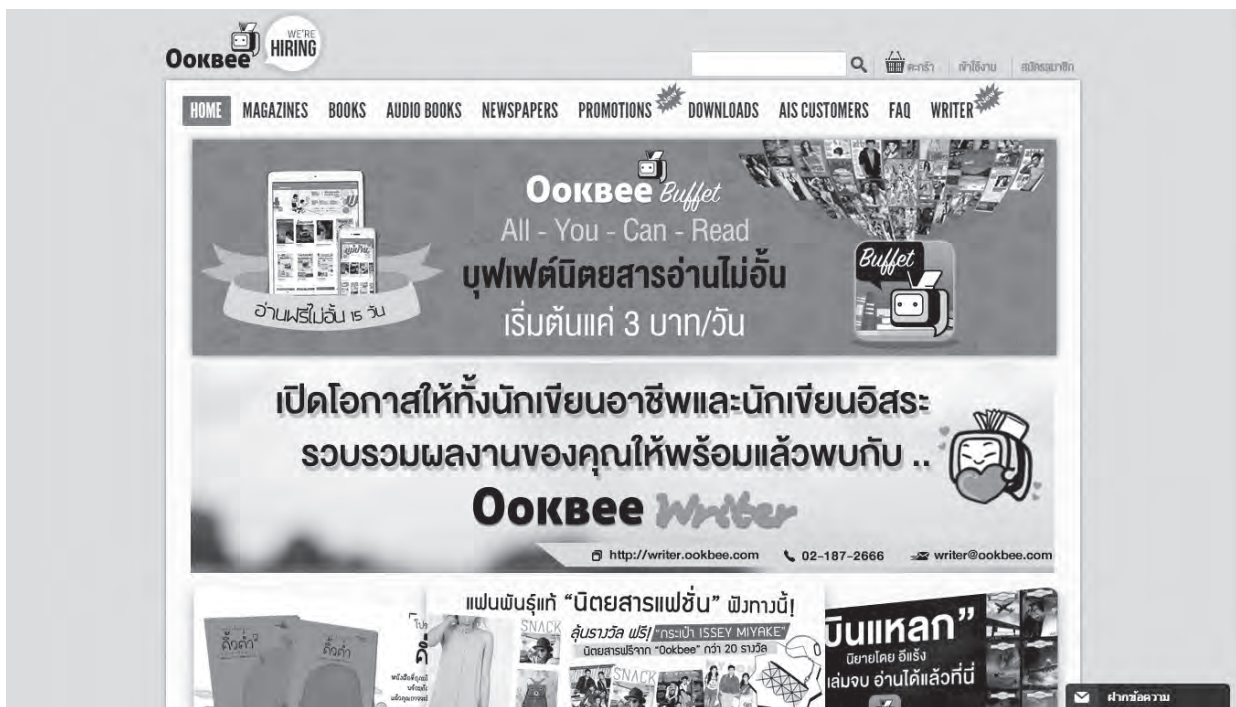 OOKBEE
WE'RE
HIRING
ตะกร้า เข้าใช้งาน สมัครสมาชิก
HOME MAGAZINES BOOKS AUDIO BOOKS NEWSPAPERS PROMOTIONS DOWNLOADS AIS CUSTOMERS FAQ WRITER
OOKBEE Buffet
All - You - Can - Read
บุฟเฟต์นิตยสารอ่านไม่อั้น
เริ่มต้นแค่ 3 บาท/วัน
อ่านฟรีไม่อั้น 15 วัน
Buffet
เปิดโอกาสให้ทั้งนักเขียนอาชีพและนักเขียนอิสระ
รวบรวมผลงานของคุณให้พร้อมแล้วพบกับ ..
OOKBEE Writer
http://writer.ookbee.com 02-187-2666 writer@ookbee.com
คิ้วต่ำ
คิ้วต่ำ
แฟนพันธุ์แท้ “นิตยสารแฟชั่น” ฟังทางนี้!
ลุ้นรางวัล ฟรี! "กระเป๋า ISSEY MIYAKE"
นิตยสารฟรีจาก "Ookbee" กว่า 20 รางวัล
SNACK
SNACK
บินแหลก”
นิยายโดย อีแร้ง
เล่มจบ อ่านได้แล้วที่นี่
ฝากข้อความ